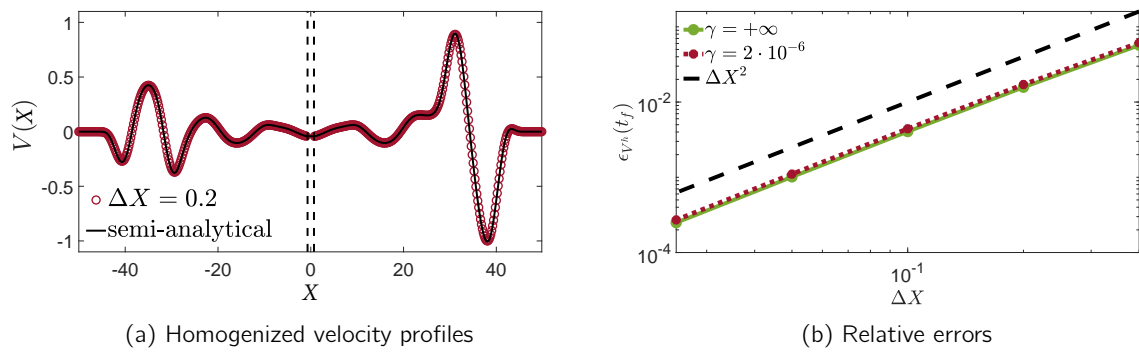 1
0.5
0
-0.5
-1
V(X)
ΔX = 0.2
semi-analytical
-40 -20 0 20 40
X
(a) Homogenized velocity profiles
10^-2
10^-4
ϵ_{V^h}(t_f)
γ = +∞
γ = 2 · 10^-6
ΔX^2
10^-1
ΔX
(b) Relative errors